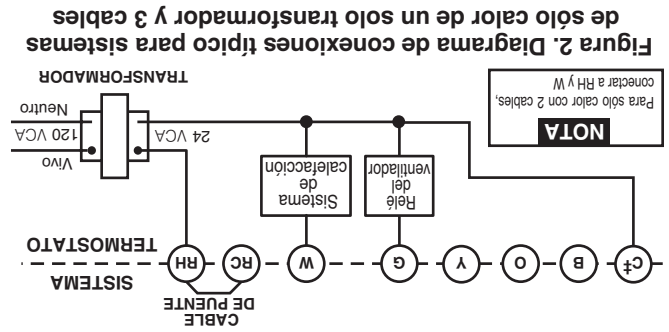 CABLE
DE PUENTE
SISTEMA
C‡ B O Y G W RC RH
TERMOSTATO
Relé
del
ventilador
Sistema
de
calefacción
24 VCA
Vivo
120 VCA
Neutro
TRANSFORMADOR
NOTA
Para sólo calor con 2 cables,
conectar a RH y W
Figura 2. Diagrama de conexiones típico para sistemas
de sólo calor de un solo transformador y 3 cables